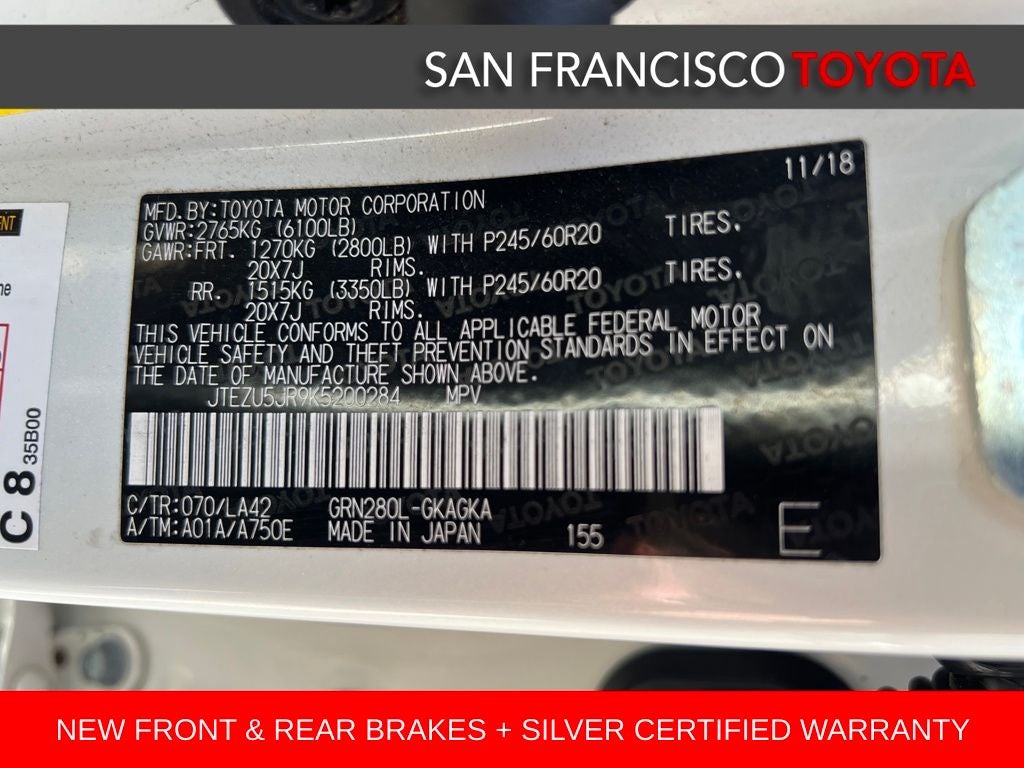 SAN FRANCISCO TOYOTA
11/18
MFD.BY:TOYOTA MOTOR CORPORATION
GVWR:2765KG (6100LB)
GAWR:FRT. 1270KG (2800LB) WITH P245/60R20 TIRES.
20X7J RIMS.
RR. 1515KG (3350LB) WITH P245/60R20 TIRES.
20X7J RIMS.
THIS VEHICLE CONFORMS TO ALL APPLICABLE FEDERAL MOTOR
VEHICLE SAFETY AND THEFT PREVENTION STANDARDS IN EFFECT ON
THE DATE OF MANUFACTURE SHOWN ABOVE.
JTEZU5JR9K5200284 MPV
C/TR:070/LA42 GRN280L-GKAGKA
A/TM:A01A/A750E MADE IN JAPAN 155 E
C 8 35B00
NEW FRONT & REAR BRAKES + SILVER CERTIFIED WARRANTY